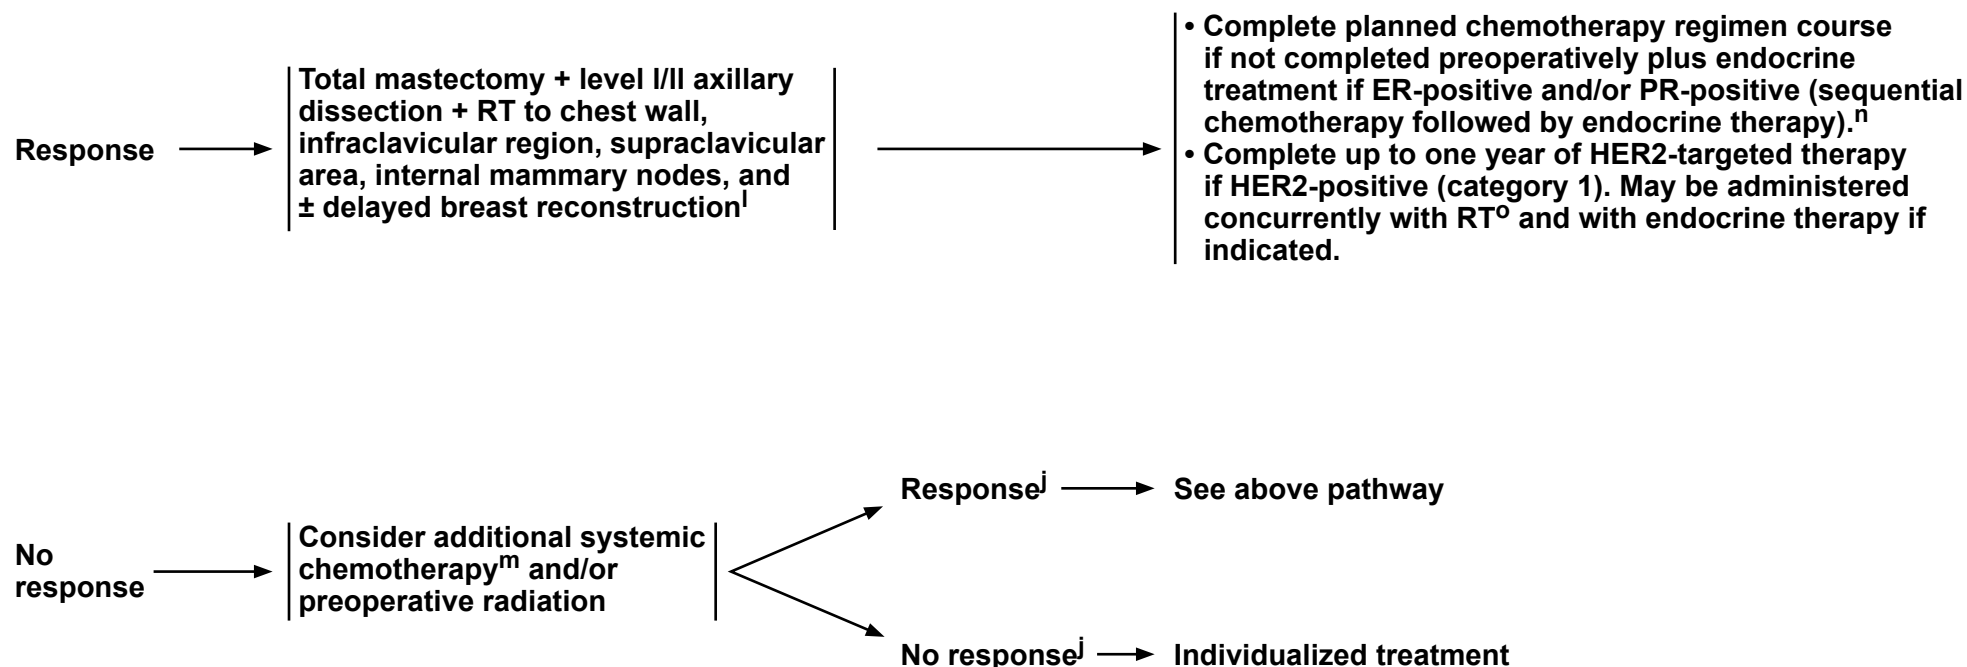 Response
Total mastectomy + level I/II axillary
dissection + RT to chest wall,
infraclavicular region, supraclavicular
area, internal mammary nodes, and
± delayed breast reconstructionˡ
• Complete planned chemotherapy regimen course
if not completed preoperatively plus endocrine
treatment if ER-positive and/or PR-positive (sequential
chemotherapy followed by endocrine therapy).ⁿ
• Complete up to one year of HER2-targeted therapy
if HER2-positive (category 1). May be administered
concurrently with RTᵒ and with endocrine therapy if
indicated.
No
response
Consider additional systemic
chemotherapyᵐ and/or
preoperative radiation
Responseʲ
See above pathway
No responseʲ
Individualized treatment